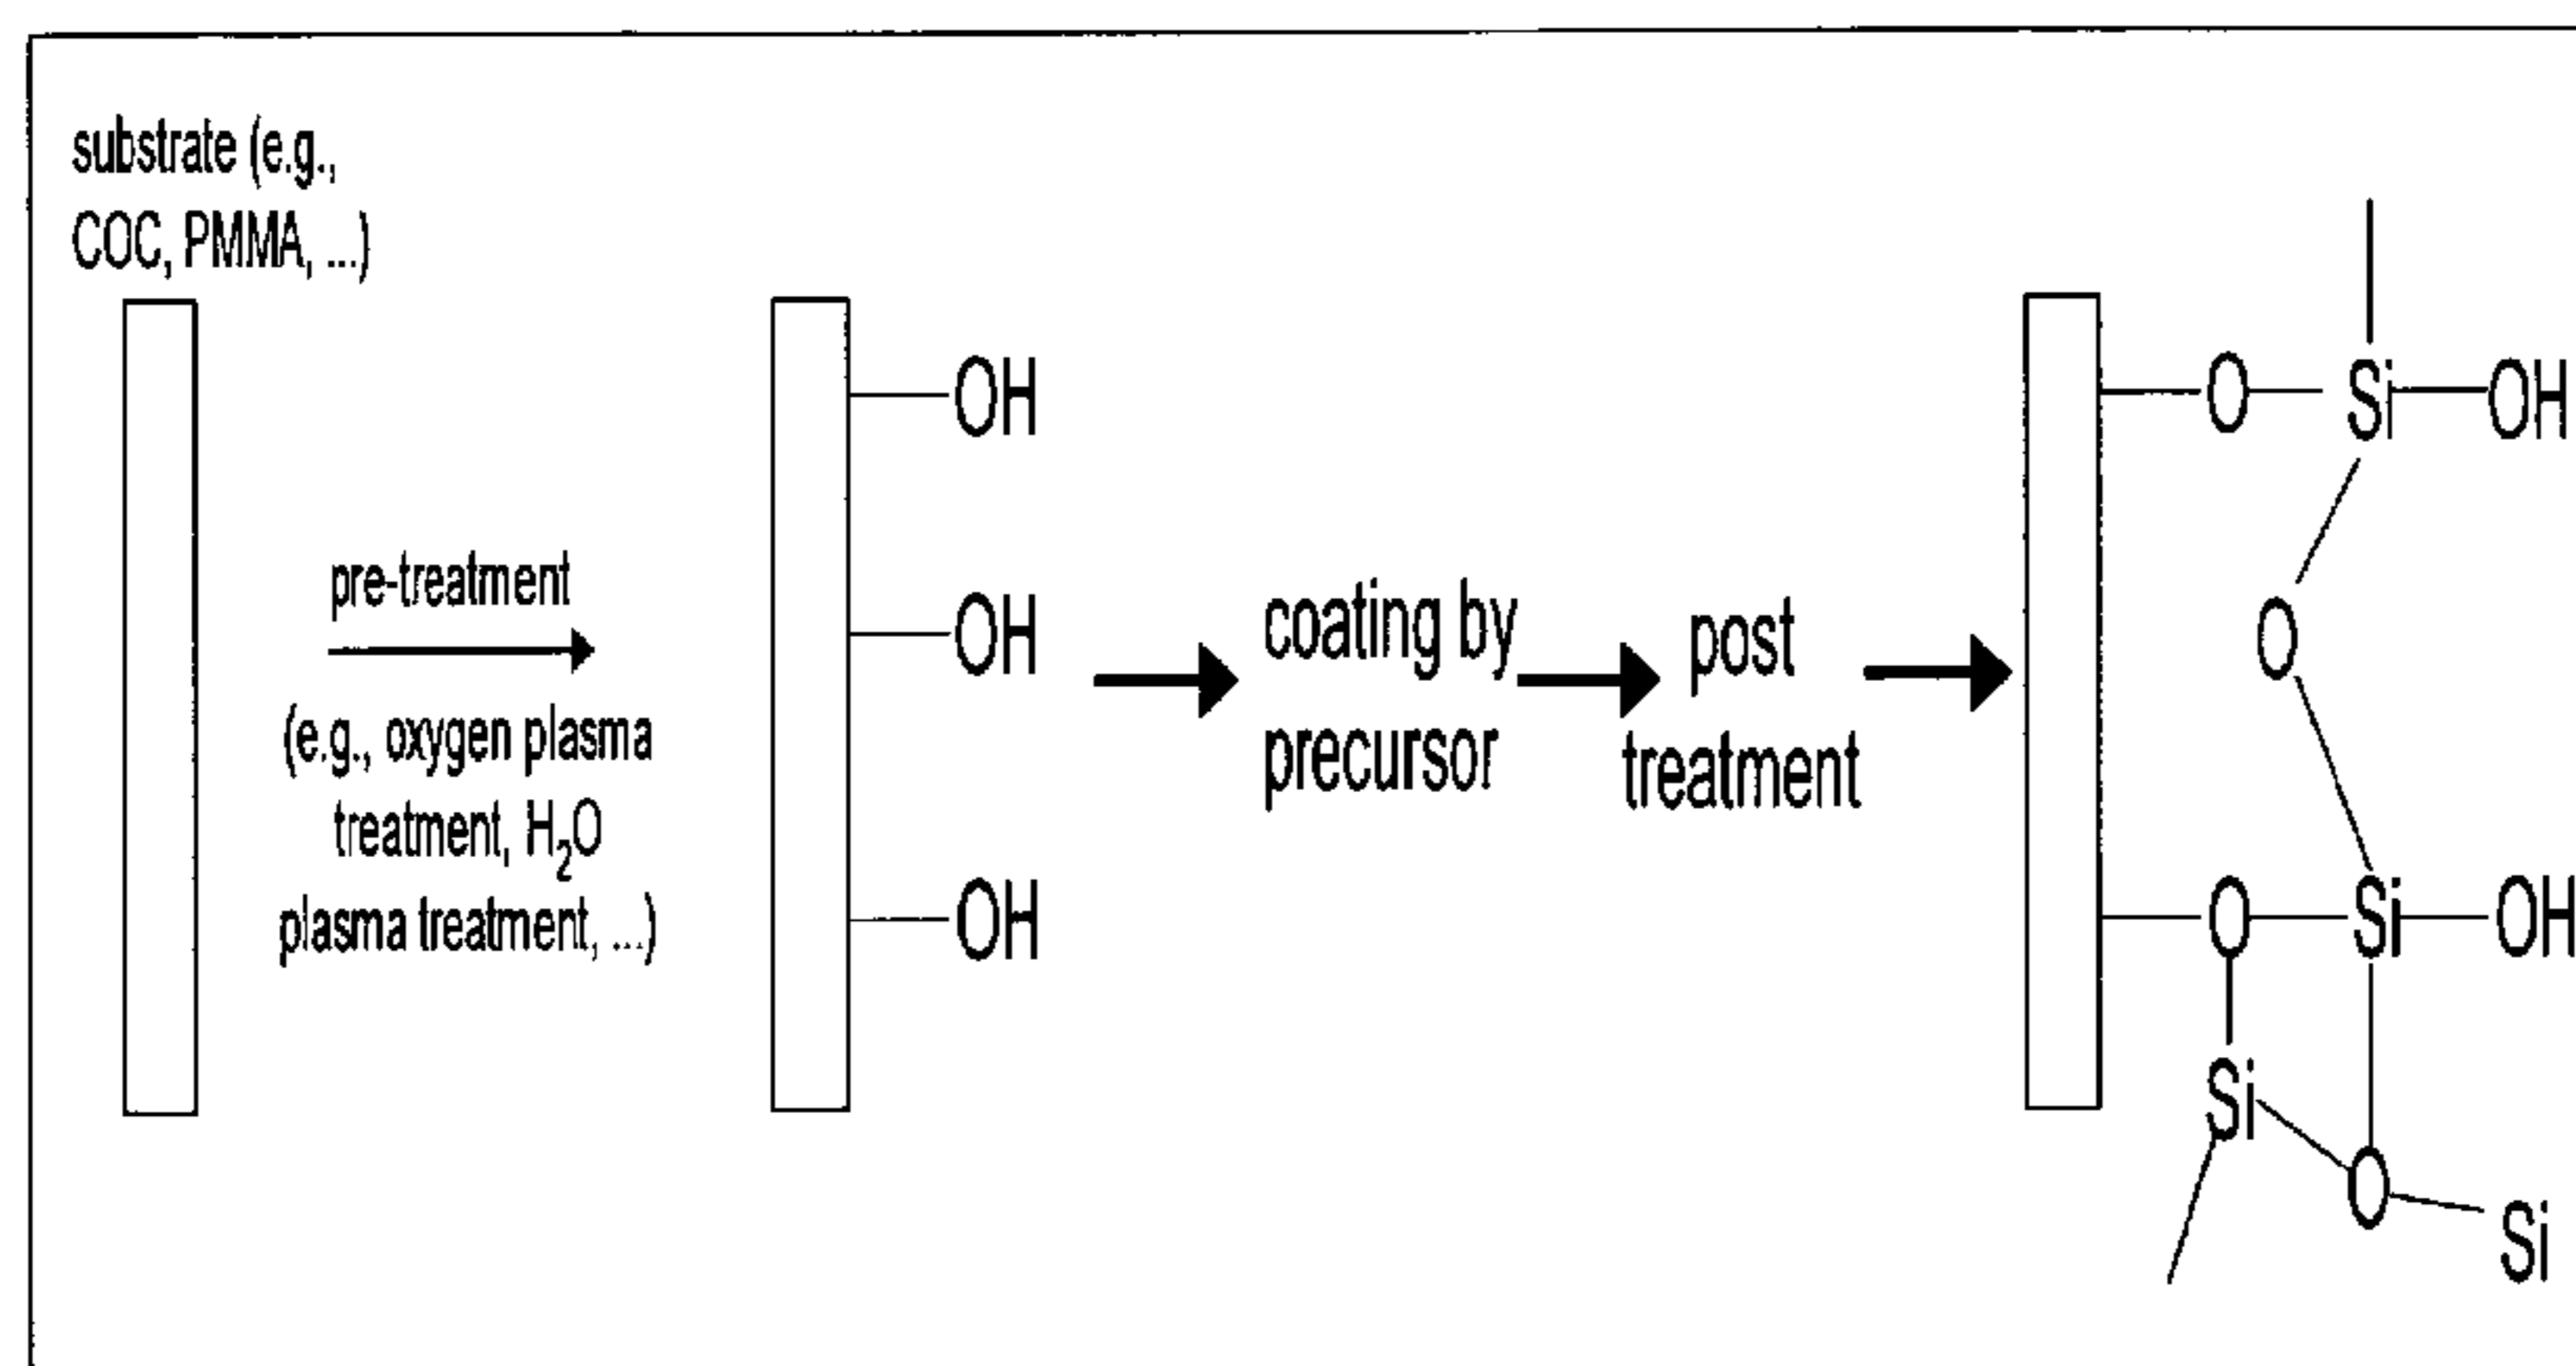 substrate (e.g.,
COC, PMMA, ...)
pre-treatment
(e.g., oxygen plasma
treatment, H₂O
plasma treatment, ...)
OH
OH
OH
coating by
precursor
post
treatment
O Si OH
O
O Si OH
Si
O
Si